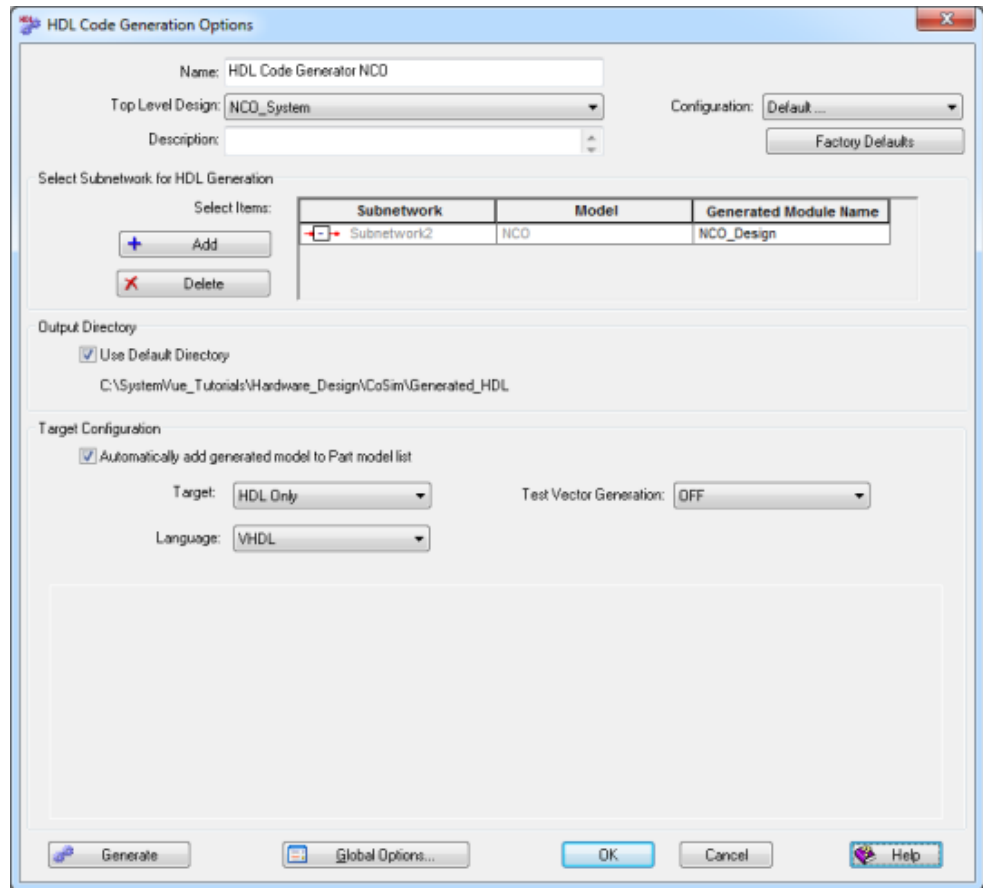 HDL Code Generation Options
Name: HDL Code Generator NCO
Top Level Design: NCO_System Configuration: Default ...
Description: Factory Defaults
Select Subnetwork for HDL Generation
Select Items: Subnetwork Model Generated Module Name
Add Subnetwork2 NCO NCO_Design
Delete
Output Directory
Use Default Directory
C:\SystemVue_Tutorials\Hardware_Design\CoSim\Generated_HDL
Target Configuration
Automatically add generated model to Part model list
Target: HDL Only Test Vector Generation: OFF
Language: VHDL
Generate Global Options... OK Cancel Help